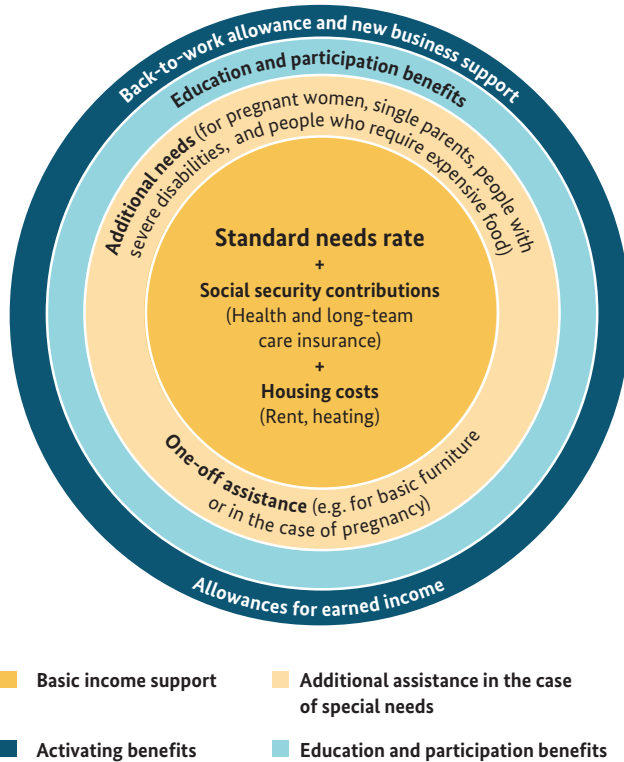 Back-to-work allowance and new business support
Education and participation benefits
Additional needs (for pregnant women, single parents, people with
severe disabilities, and people who require expensive food)
Standard needs rate
+
Social security contributions
(Health and long-team
care insurance)
+
Housing costs
(Rent, heating)
One-off assistance (e.g. for basic furniture
or in the case of pregnancy)
Allowances for earned income
Basic income support
Additional assistance in the case
of special needs
Activating benefits
Education and participation benefits